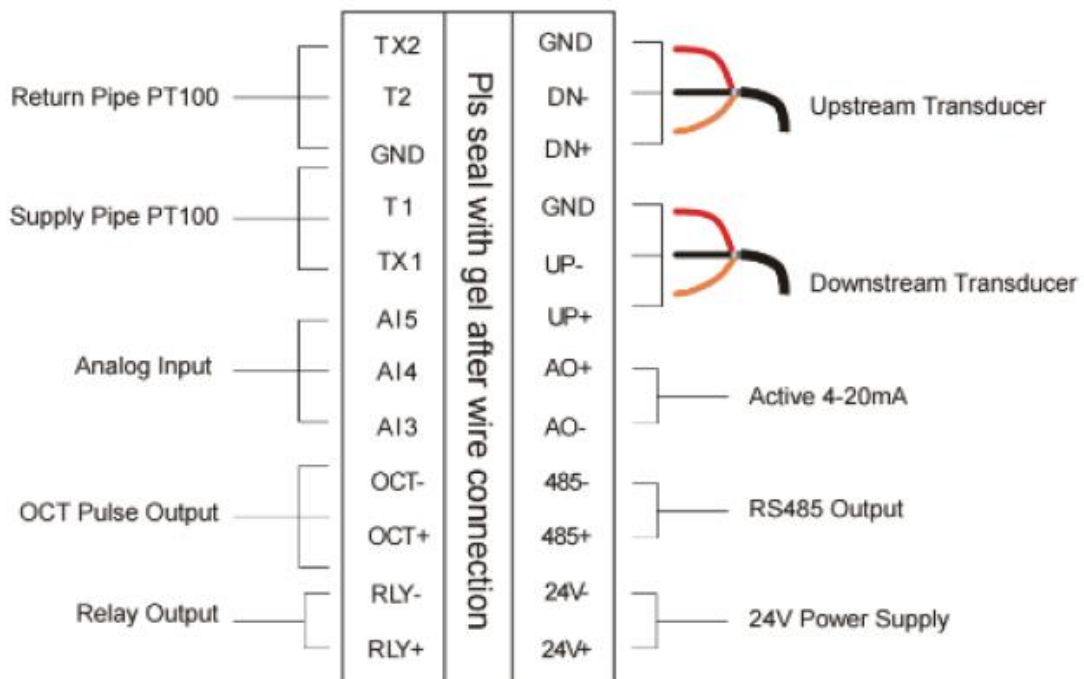 Return Pipe PT100
Supply Pipe PT100
Analog Input
OCT Pulse Output
Relay Output
TX2
T2
GND
T1
TX1
AI5
AI4
AI3
OCT-
OCT+
RLY-
RLY+
Pls seal with gel after wire connection
GND
DN-
DN+
GND
UP-
UP+
AO+
AO-
485-
485+
24V-
24V+
Upstream Transducer
Downstream Transducer
Active 4-20mA
RS485 Output
24V Power Supply